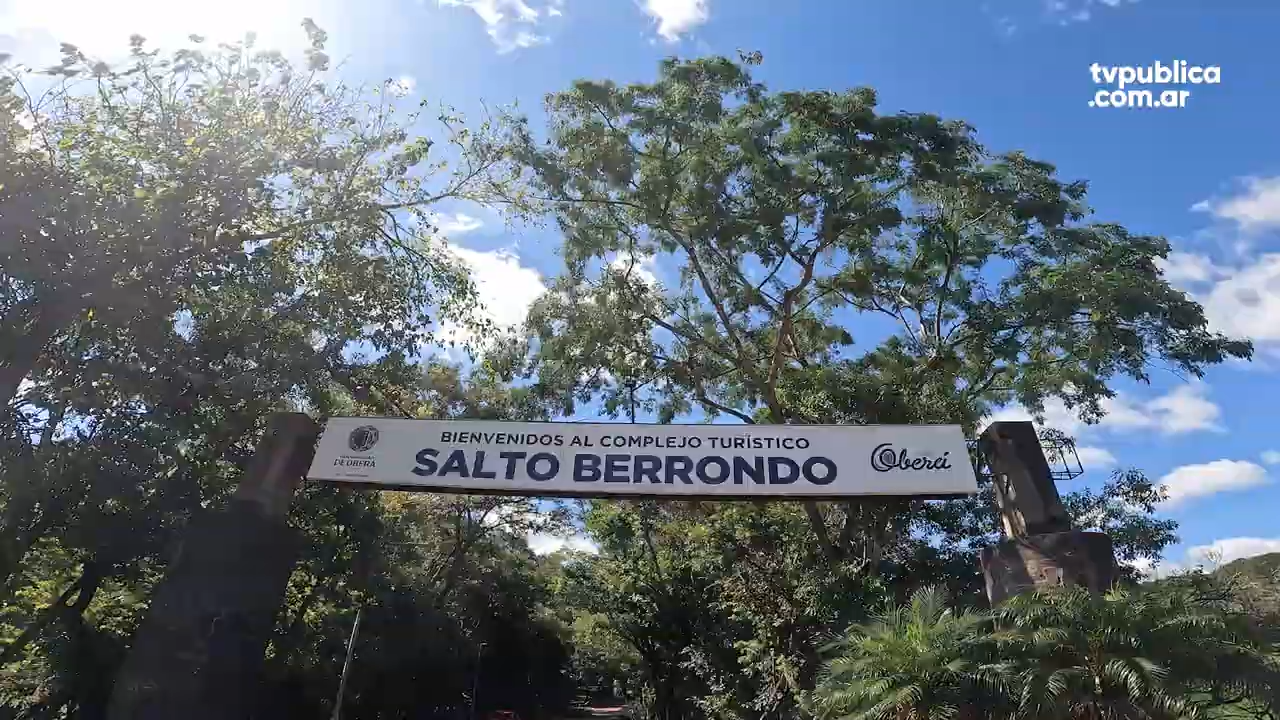 tvpublica
.com.ar
BIENVENIDOS AL COMPLEJO TURÍSTICO
SALTO BERRONDO
DE OBERÁ
Oberá